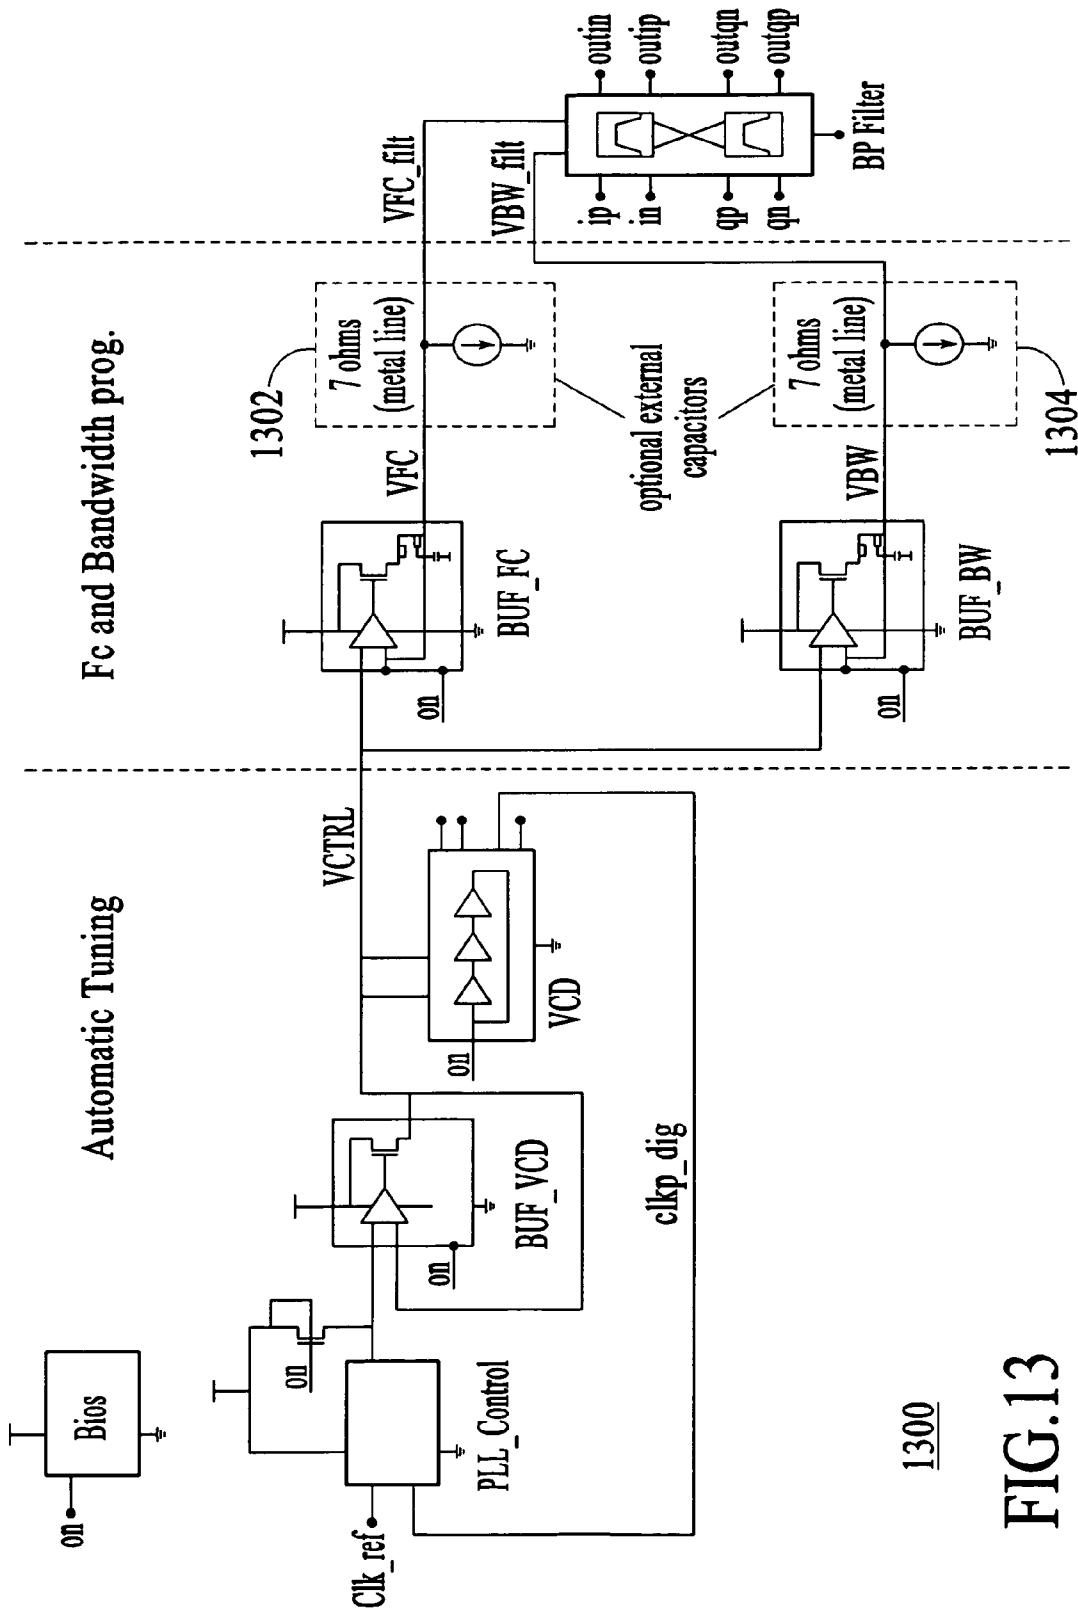 Automatic Tuning
Fc and Bandwidth prog.
on
Bios
Clk_ref
PLL_Control
on
on
BUF_VCD
clkp_dig
VCTRL
on
VCD
on
BUF_FC
VFC
1302
7 ohms
(metal line)
optional external
capacitors
on
BUF_BW
VBW
7 ohms
(metal line)
1304
VFC_filt
VBW_filt
ip
in
qp
qn
outin
outip
outqn
outqp
BP Filter
1300
FIG.13